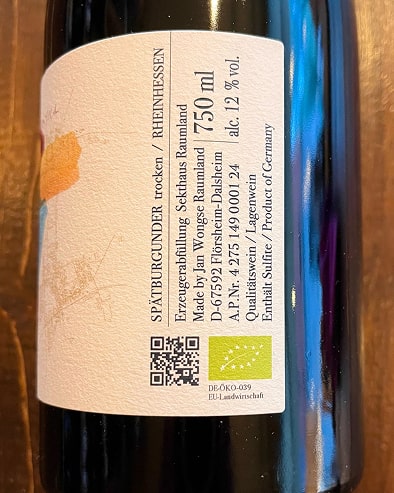 SPÄTBURGUNDER trocken / RHEINHESSEN
Erzeugerabfüllung Sekthaus Raumland
Made by Jan Wongse Raumland
D-67592 Flörsheim-Dalsheim
750 ml
A.P.Nr. 4 275 149 0001 24
alc. 12 % vol.
Qualitätswein / Lagenwein
Enthält Sulfite / Product of Germany
DE-ÖKO-039
EU-Landwirtschaft